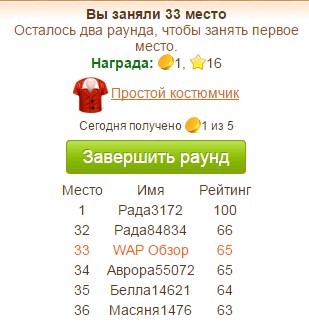 Вы заняли 33 место
Осталось два раунда, чтобы занять первое
место.
Награда: 1, 16
Простой костюмчик
Сегодня получено 1 из 5
Завершить раунд
Место Имя Рейтинг
1 Рада3172 100
32 Рада84834 66
33 WAP Обзор 65
34 Аврора55072 65
35 Белла14621 64
36 Масяня1476 63